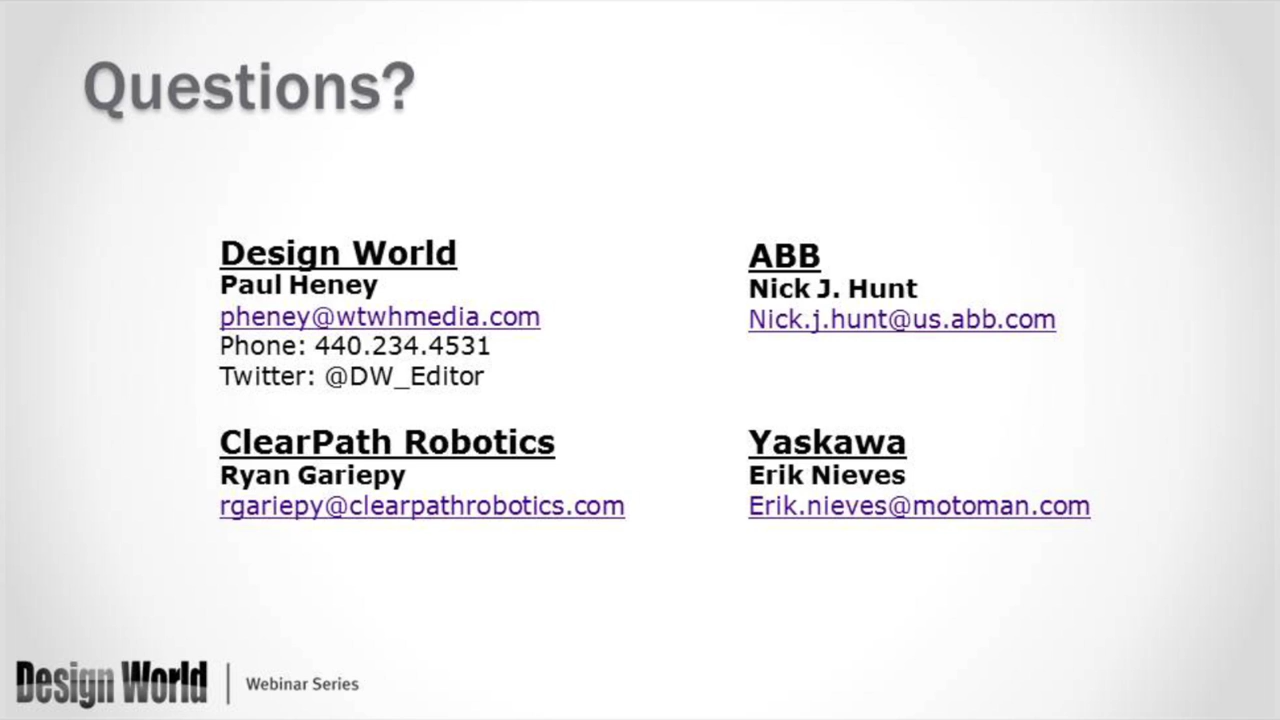 Questions?
Design World
Paul Heney
pheney@wtwhmedia.com
Phone: 440.234.4531
Twitter: @DW_Editor
ABB
Nick J. Hunt
Nick.j.hunt@us.abb.com
ClearPath Robotics
Ryan Gariepy
rgariepy@clearpathrobotics.com
Yaskawa
Erik Nieves
Erik.nieves@motoman.com
Design World | Webinar Series